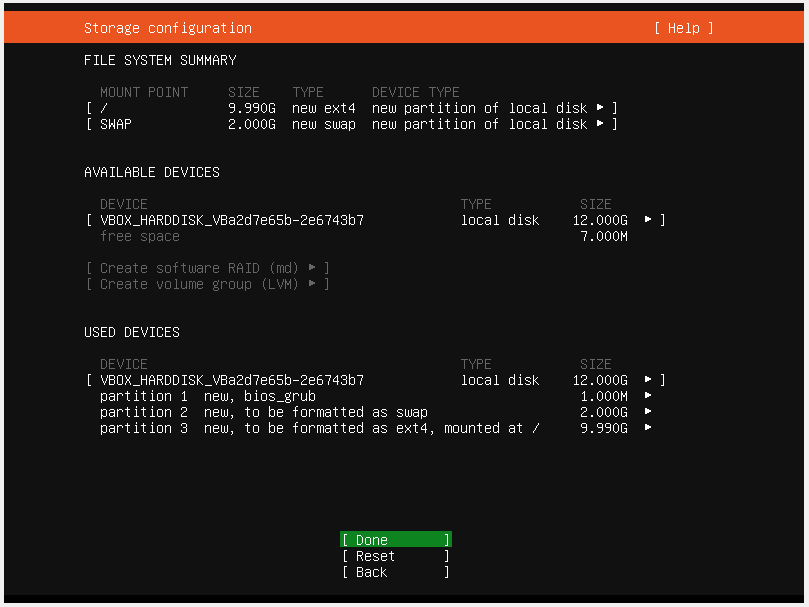 Storage configuration [ Help ]
FILE SYSTEM SUMMARY
MOUNT POINT SIZE TYPE DEVICE TYPE
[ / 9.990G new ext4 new partition of local disk ▸ ]
[ SWAP 2.000G new swap new partition of local disk ▸ ]
AVAILABLE DEVICES
DEVICE TYPE SIZE
[ VBOX_HARDDISK_VBa2d7e65b-2e6743b7 local disk 12.000G ▸ ]
free space 7.000M
[ Create software RAID (md) ▸ ]
[ Create volume group (LVM) ▸ ]
USED DEVICES
DEVICE TYPE SIZE
[ VBOX_HARDDISK_VBa2d7e65b-2e6743b7 local disk 12.000G ▸ ]
partition 1 new, bios_grub 1.000M ▸
partition 2 new, to be formatted as swap 2.000G ▸
partition 3 new, to be formatted as ext4, mounted at / 9.990G ▸
[ Done ]
[ Reset ]
[ Back ]